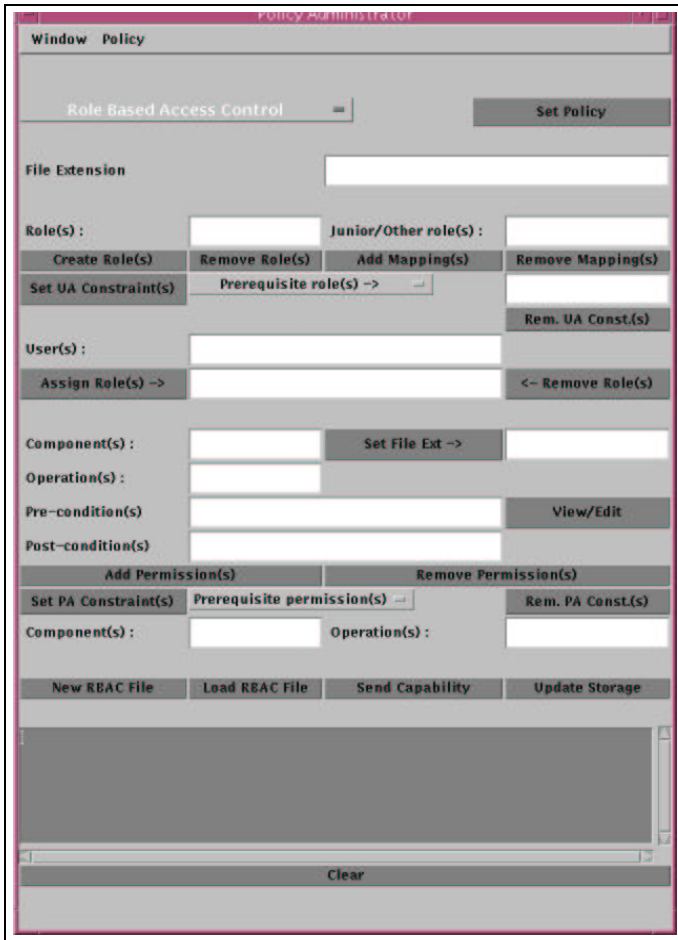 Policy Administrator
Window Policy
Role Based Access Control Set Policy
File Extension
Role(s) : Junior/Other role(s) :
Create Role(s) Remove Role(s) Add Mapping(s) Remove Mapping(s)
Set UA Constraint(s) Prerequisite role(s) ->
Rem. UA Const.(s)
User(s) :
Assign Role(s) -> <- Remove Role(s)
Component(s) : Set File Ext ->
Operation(s) :
Pre-condition(s) View/Edit
Post-condition(s)
Add Permission(s) Remove Permission(s)
Set PA Constraint(s) Prerequisite permission(s) Rem. PA Const.(s)
Component(s) : Operation(s) :
New RBAC File Load RBAC File Send Capability Update Storage
Clear